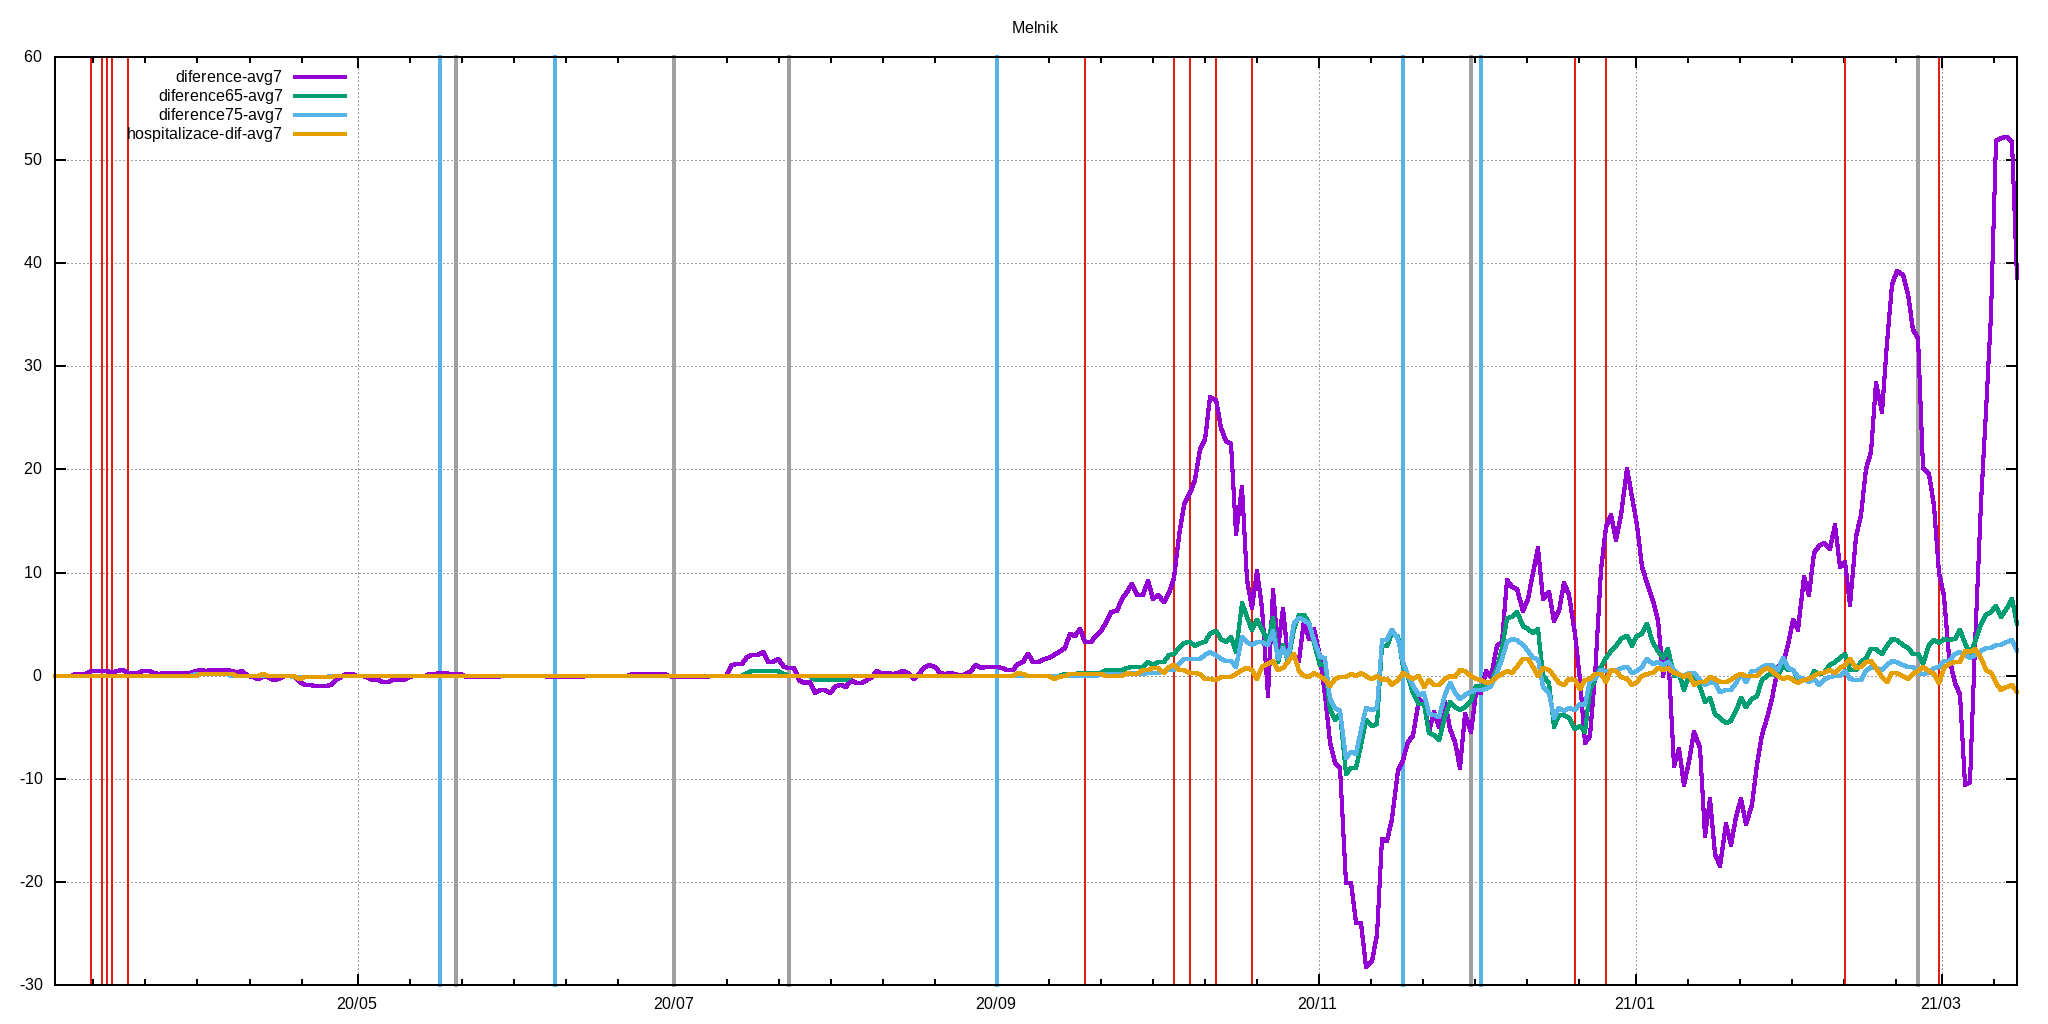 Melnik
60
diference-avg7
diference65-avg7
diference75-avg7
hospitalizace-dif-avg7
50
40
30
20
10
0
-10
-20
-30
20/05 20/07 20/09 20/11 21/01 21/03